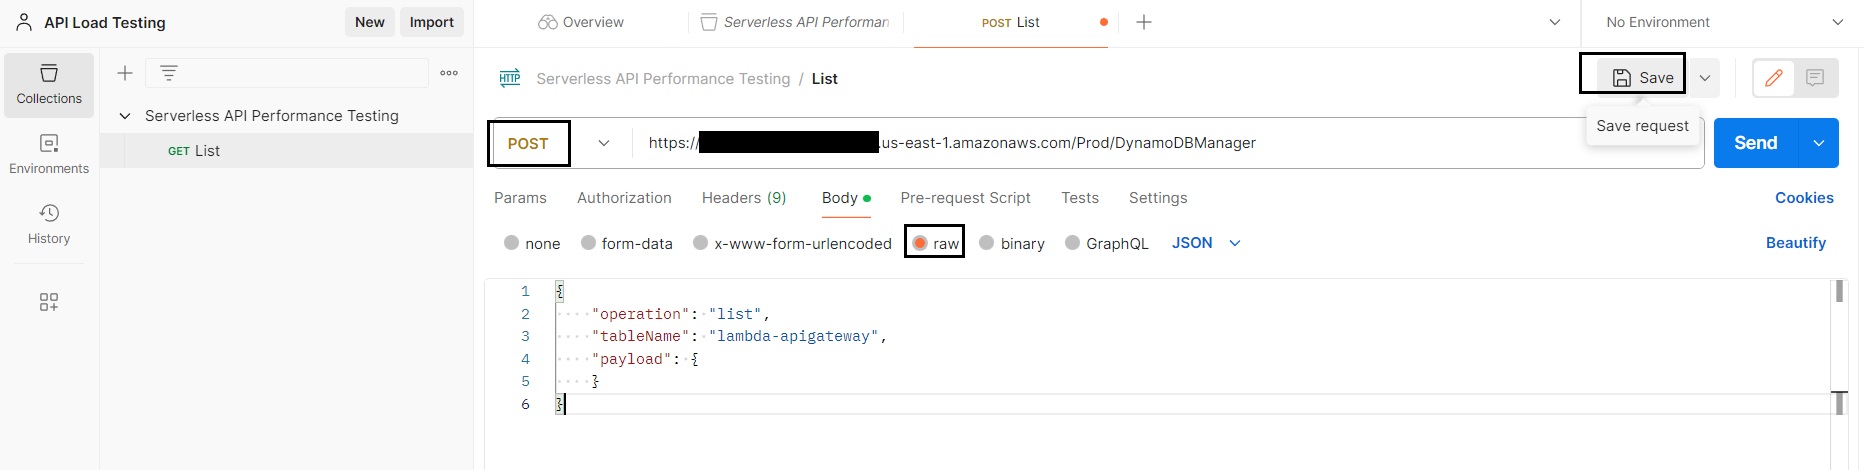 API Load Testing
New
Import
Overview
Serverless API Performan
POST List
No Environment
Collections
Environments
History
Serverless API Performance Testing
GET List
HTTP
Serverless API Performance Testing / List
Save
Save request
POST
https://
.us-east-1.amazonaws.com/Prod/DynamoDBManager
Send
Params
Authorization
Headers (9)
Body
Pre-request Script
Tests
Settings
Cookies
none
form-data
x-www-form-urlencoded
raw
binary
GraphQL
JSON
Beautify
1 {
2 "operation": "list",
3 "tableName": "lambda-apigateway",
4 "payload": {
5 }
6 }